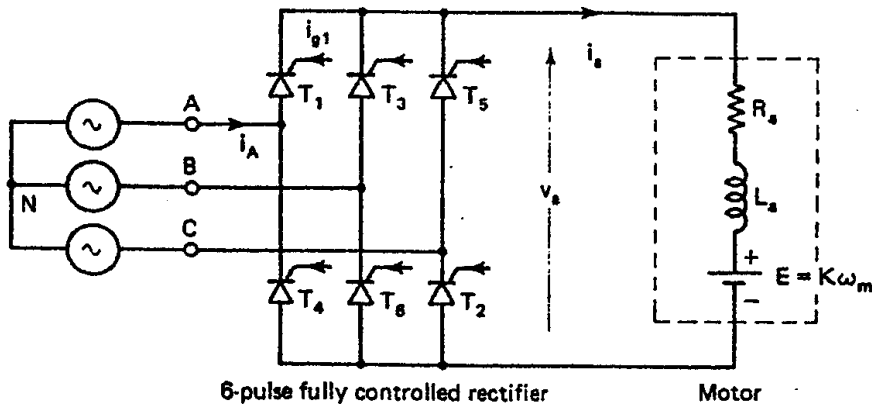 i_g1
T_1
T_3
T_5
i_a
v_a
R_a
L_a
+
E = Kω_m
−
A
i_A
B
N
C
T_4
T_6
T_2
6-pulse fully controlled rectifier
Motor